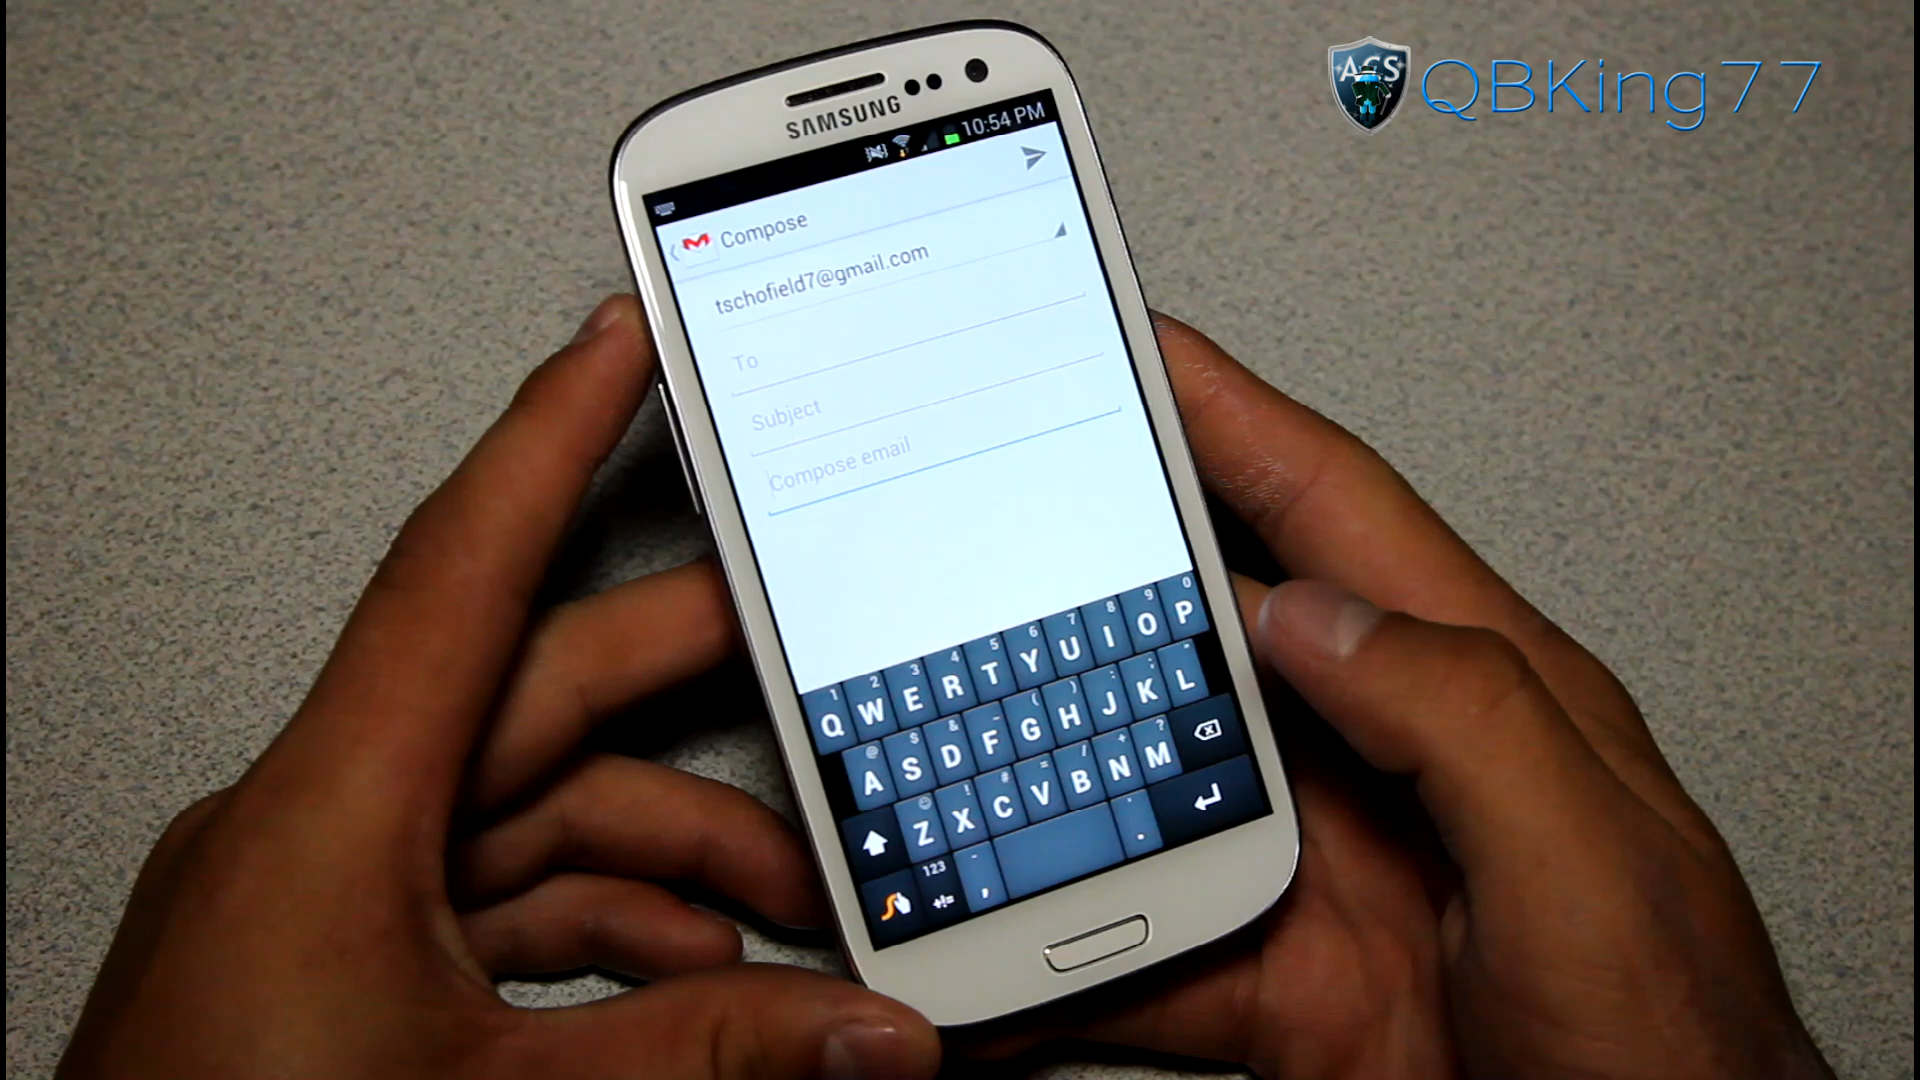 ACS QBKing77
SAMSUNG
10:54 PM
Compose
tschofield7@gmail.com
To
Subject
Compose email
1 2 3 4 5 6 7 8 9 0
Q W E R T Y U I O P
@ $ & _ ( ) : ; "
A S D F G H J K L
! # = / + ?
Z X C V B N M
123
+!= , .